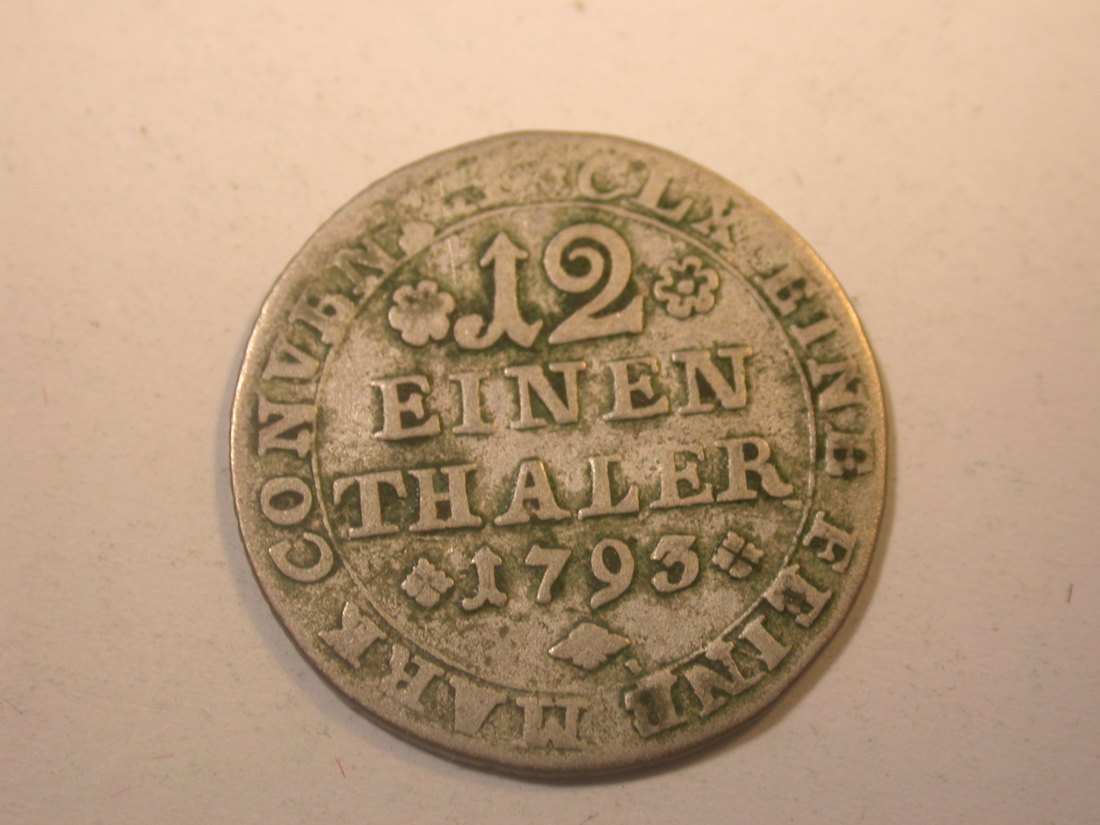 12
EINEN
THALER
1793
CLX EINE FEINE MARK CONVEN